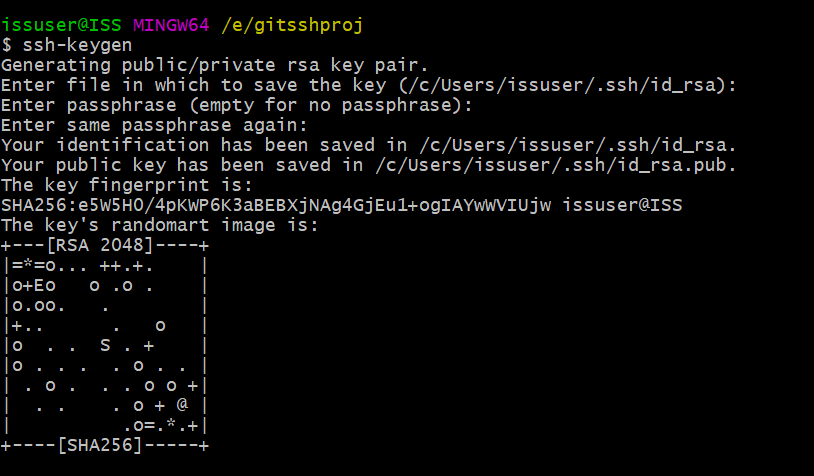 issuser@ISS MINGW64 /e/gitsshproj
$ ssh-keygen
Generating public/private rsa key pair.
Enter file in which to save the key (/c/Users/issuser/.ssh/id_rsa):
Enter passphrase (empty for no passphrase):
Enter same passphrase again:
Your identification has been saved in /c/Users/issuser/.ssh/id_rsa.
Your public key has been saved in /c/Users/issuser/.ssh/id_rsa.pub.
The key fingerprint is:
SHA256:e5W5HO/4pKWP6K3aBEBXjNAg4GjEu1+ogIAYwWVIUjw issuser@ISS
The key's randomart image is:
+---[RSA 2048]----+
|=*=o... ++.+.    |
|o+Eo   o .o .    |
|o.oo.   .        |
|+..      .   o   |
|o  . .  S . +    |
|o . . .  . o . . |
| . o .  . . o o +|
|  . .    . o + @ |
|          .o=.*.+|
+----[SHA256]-----+